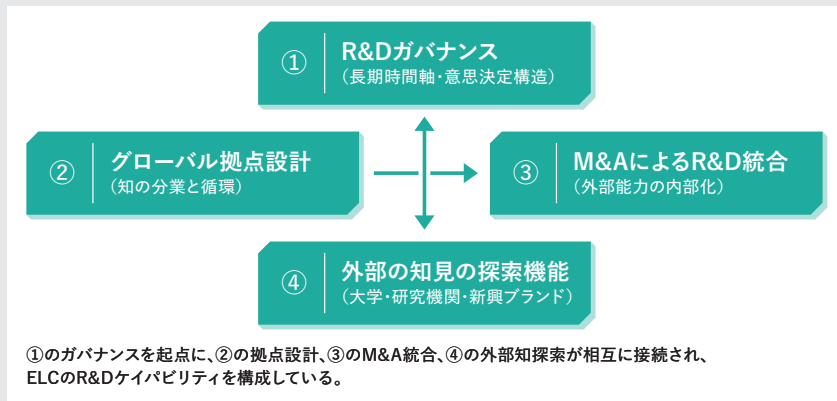 ①
R&Dガバナンス
（長期時間軸・意思決定構造）
②
グローバル拠点設計
（知の分業と循環）
③
M&AによるR&D統合
（外部能力の内部化）
④
外部の知見の探索機能
（大学・研究機関・新興ブランド）
①のガバナンスを起点に、②の拠点設計、③のM&A統合、④の外部知探索が相互に接続され、
ELCのR&Dケイパビリティを構成している。